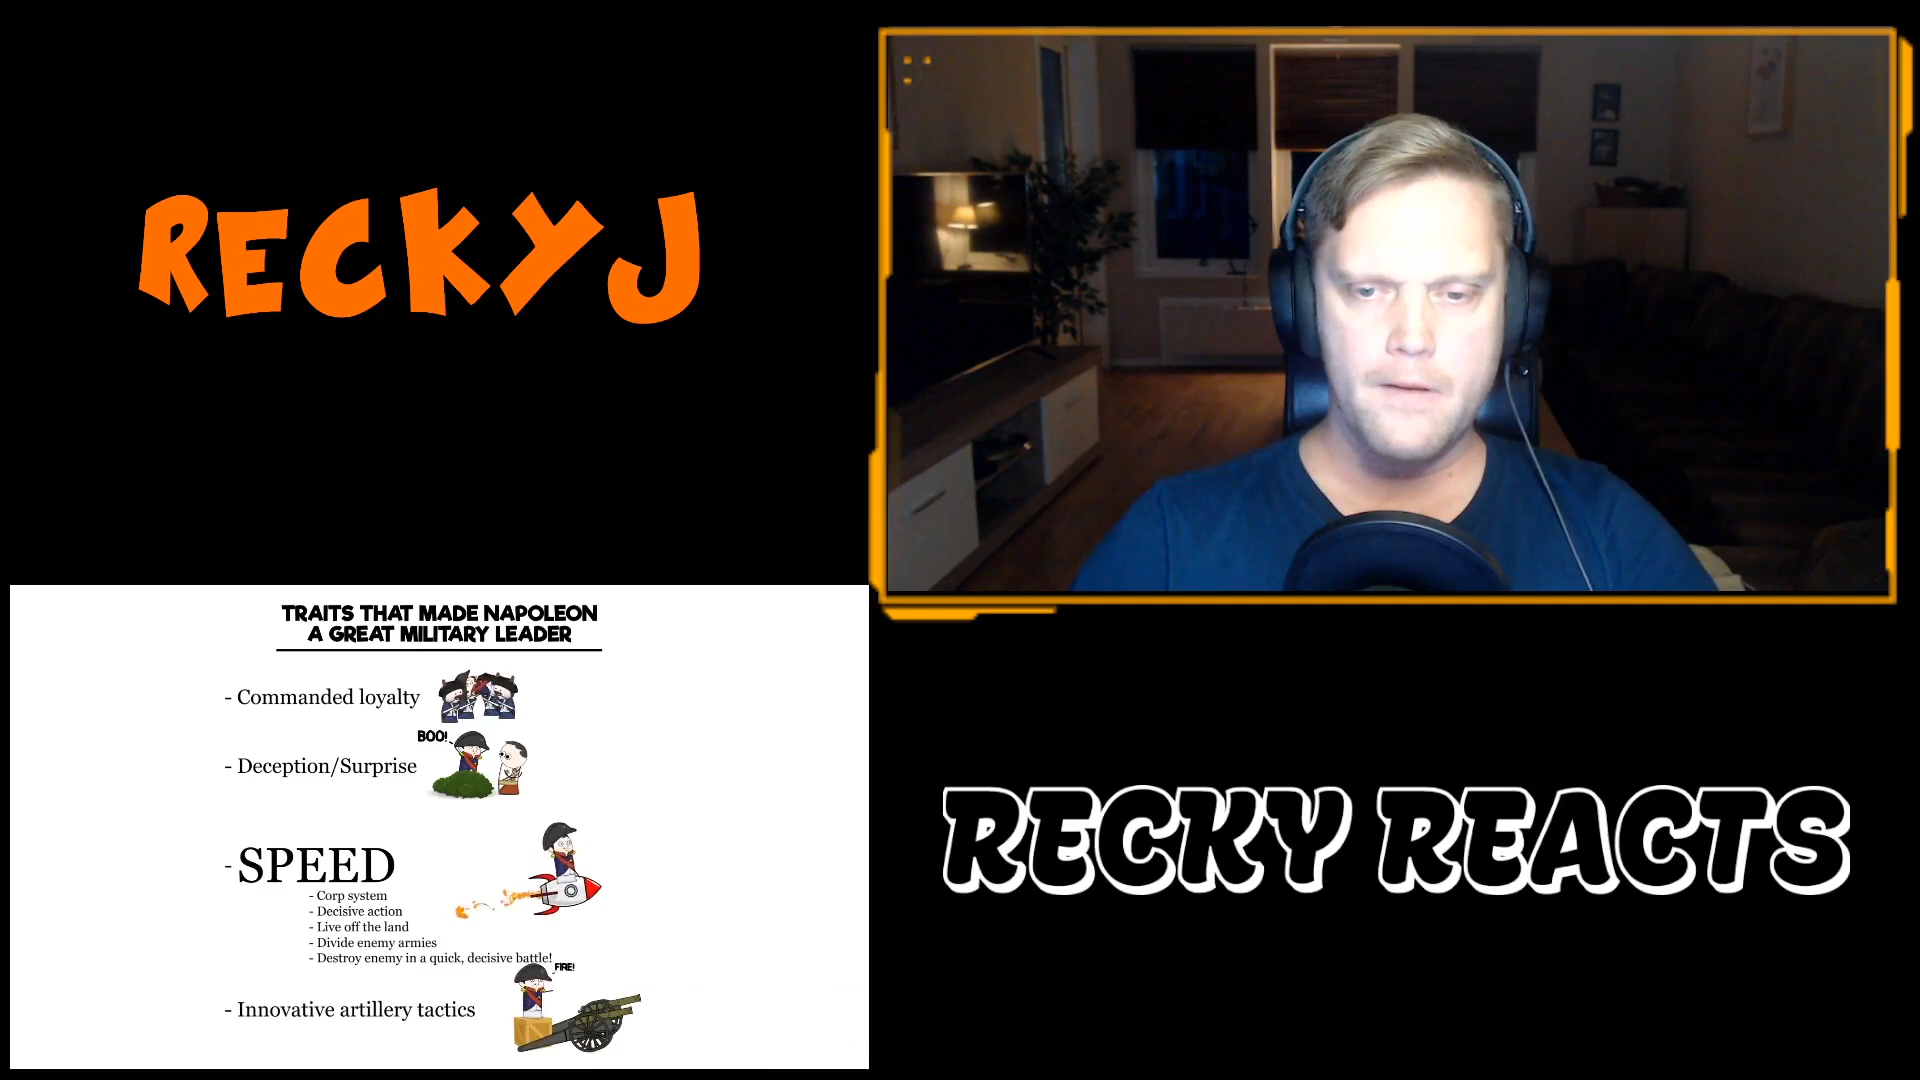 RECKYJ
TRAITS THAT MADE NAPOLEON
A GREAT MILITARY LEADER
- Commanded loyalty
BOO!
- Deception/Surprise
- SPEED
- Corp system
- Decisive action
- Live off the land
- Divide enemy armies
- Destroy enemy in a quick, decisive battle!
FIRE!
- Innovative artillery tactics
RECKY REACTS